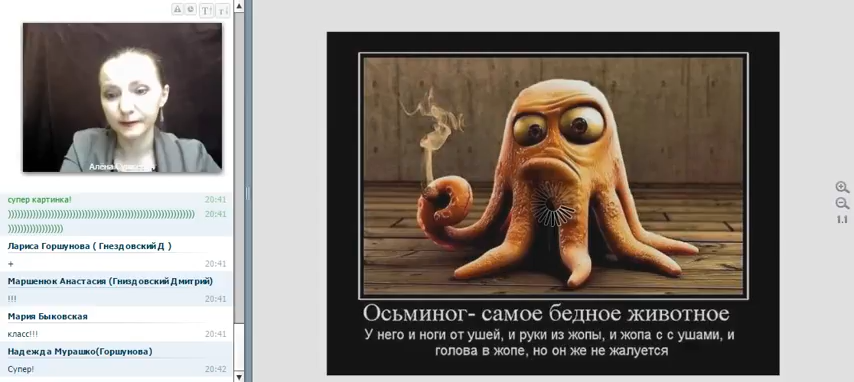 Алёна
супер картинка!
20:41
))))))))))))))))))))))))))))))))))))))))))))))))))))))))))))))
20:41
))))))))))))))))))
Лариса Горшунова ( Гнездовский Д )
+
20:41
Маршенюк Анастасия (Гниздовский Дмитрий)
!!!
20:41
Мария Быковская
класс!!!
20:41
Надежда Мурашко(Горшунова)
Супер!
20:42
Осьминог- самое бедное животное
У него и ноги от ушей, и руки из жопы, и жопа с с ушами, и
голова в жопе, но он же не жалуется
1:1